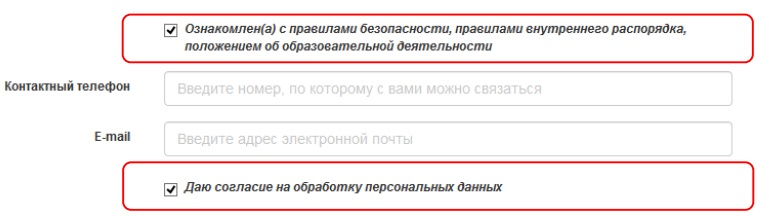 Ознакомлен(а) с правилами безопасности, правилами внутреннего распорядка,
положением об образовательной деятельности
Контактный телефон
Введите номер, по которому с вами можно связаться
E-mail
Введите адрес электронной почты
Даю согласие на обработку персональных данных